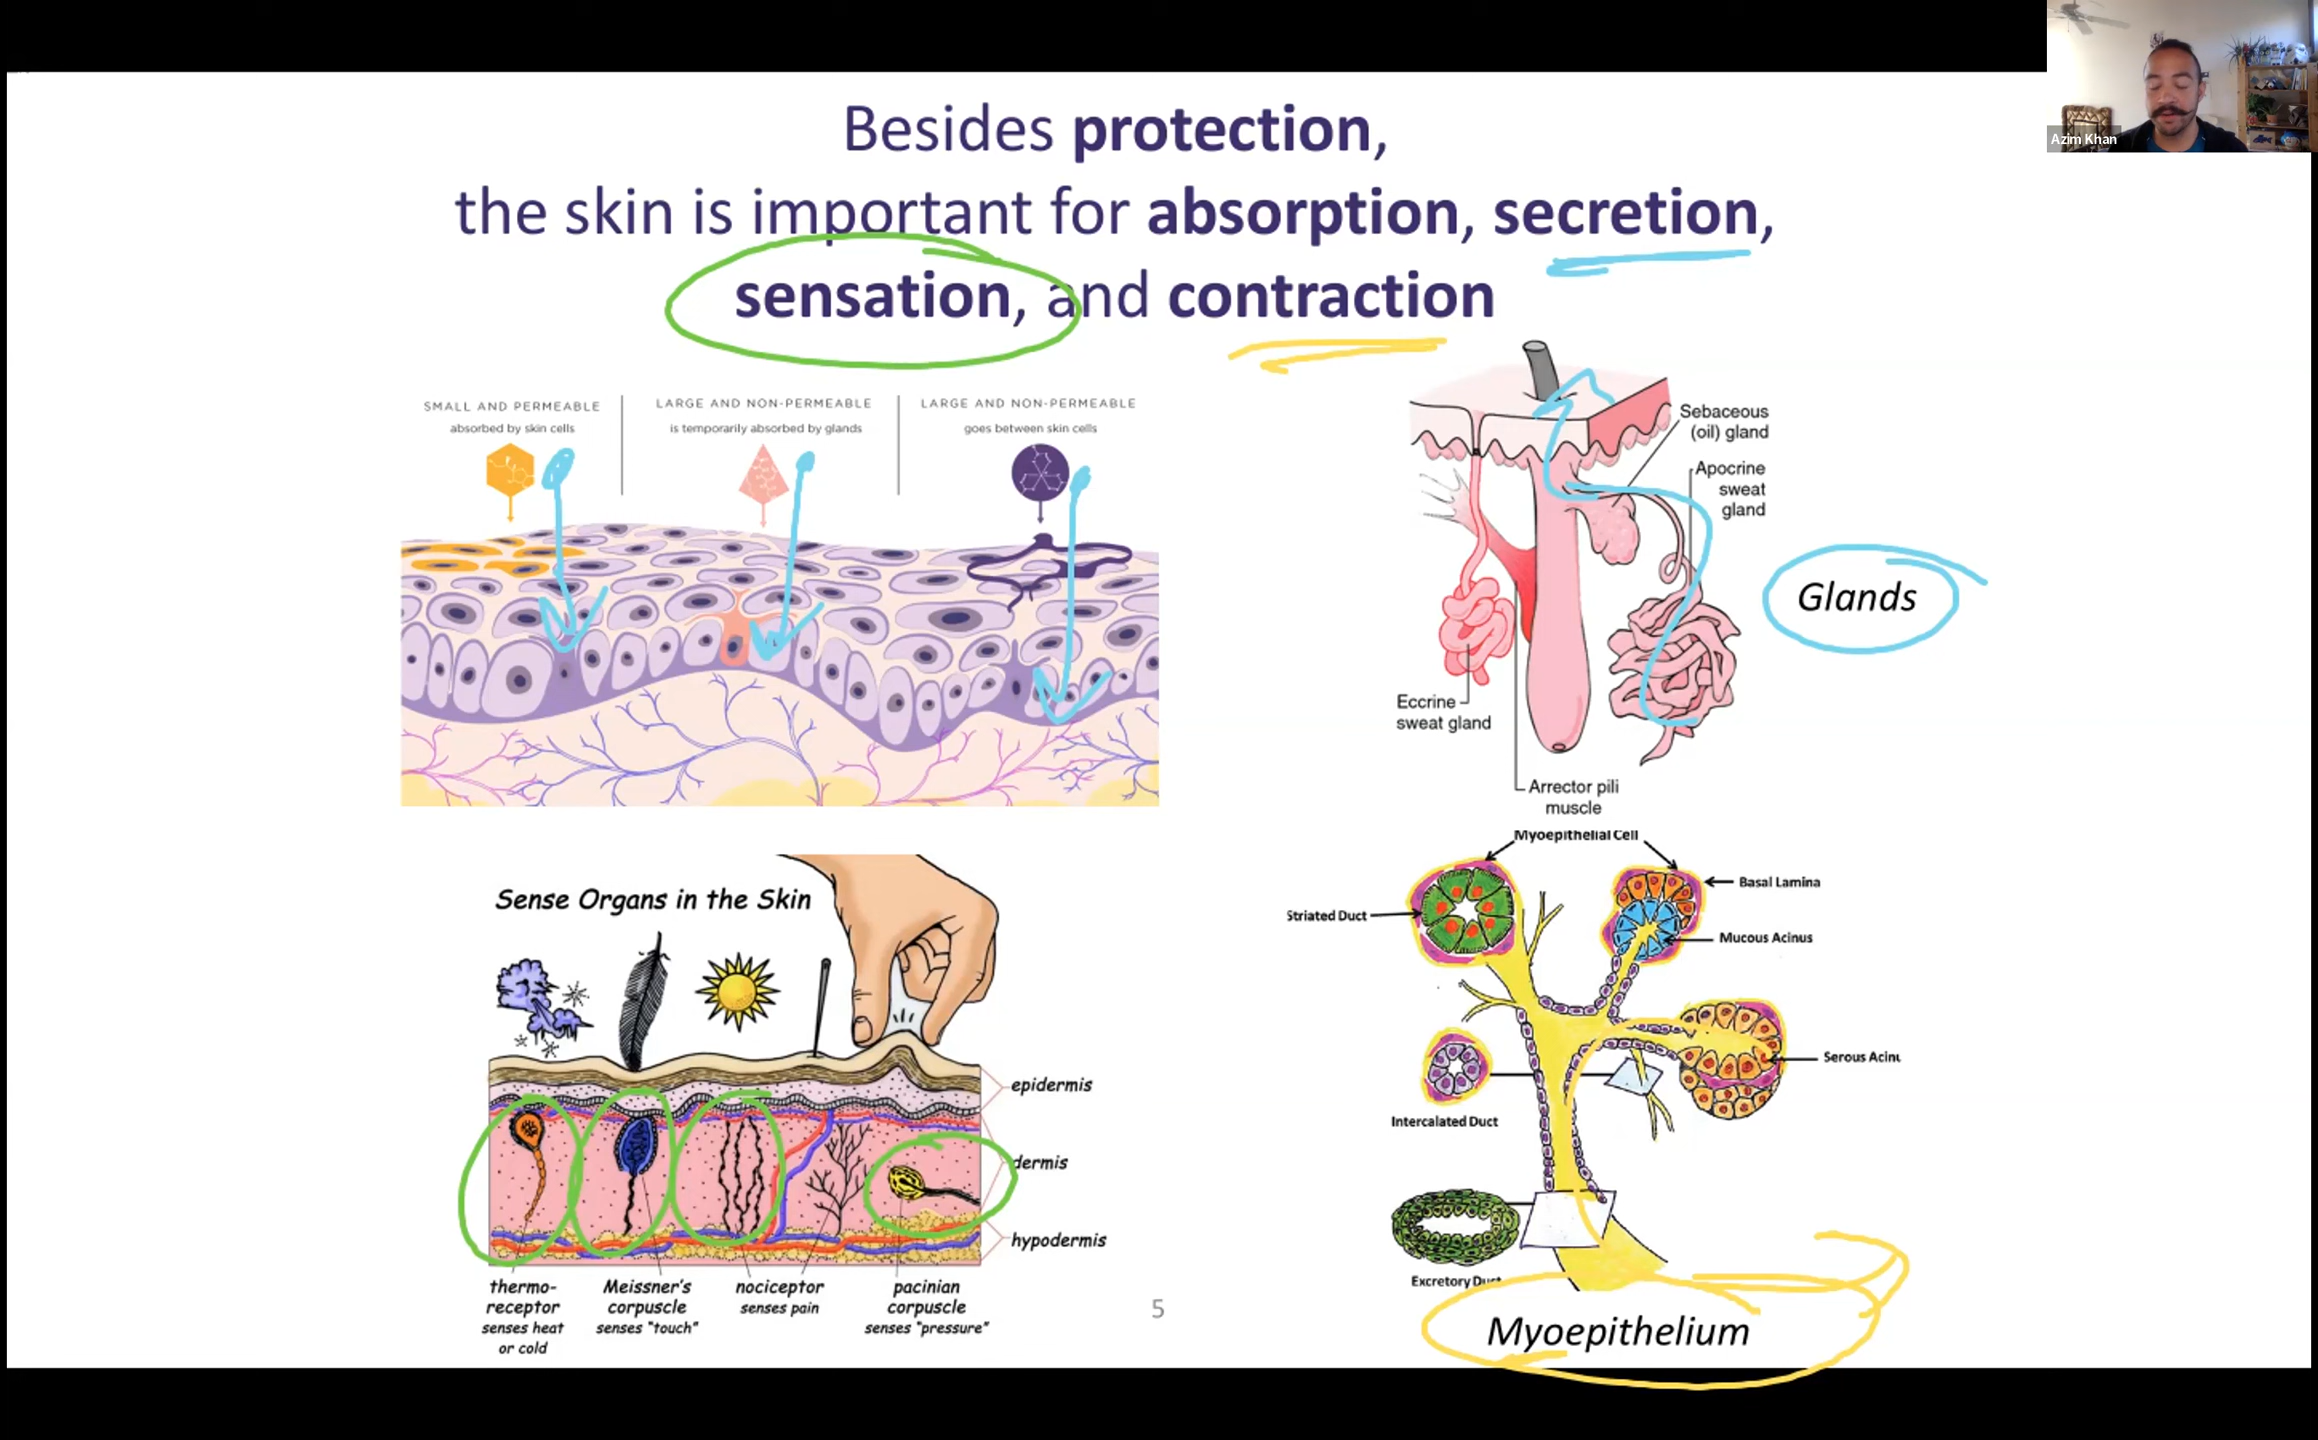 Azim Khan
Besides protection,
the skin is important for absorption, secretion,
sensation, and contraction
SMALL AND PERMEABLE
absorbed by skin cells
LARGE AND NON-PERMEABLE
is temporarily absorbed by glands
LARGE AND NON-PERMEABLE
goes between skin cells
Sebaceous
(oil) gland
Apocrine
sweat
gland
Glands
Eccrine
sweat gland
Arrector pili
muscle
Sense Organs in the Skin
epidermis
dermis
hypodermis
thermo-
receptor
senses heat
or cold
Meissner's
corpuscle
senses "touch"
nociceptor
senses pain
pacinian
corpuscle
senses "pressure"
5
Myoepithelial Cell
Striated Duct
Basal Lamina
Mucous Acinus
Serous Acinu
Intercalated Duct
Excretory Duct
Myoepithelium